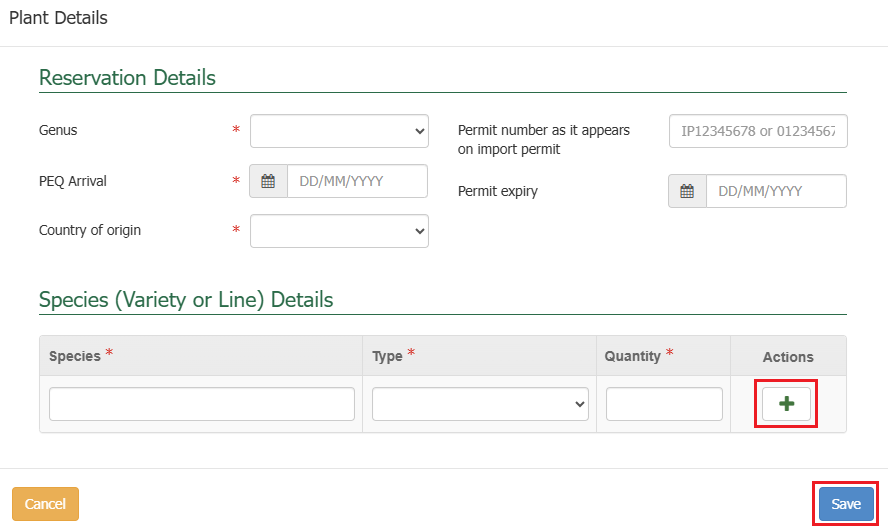 Plant Details
Reservation Details
Genus *
Permit number as it appears
on import permit
IP12345678 or 01234567
PEQ Arrival * DD/MM/YYYY
Permit expiry DD/MM/YYYY
Country of origin *
Species (Variety or Line) Details
Species * Type * Quantity * Actions
Cancel Save